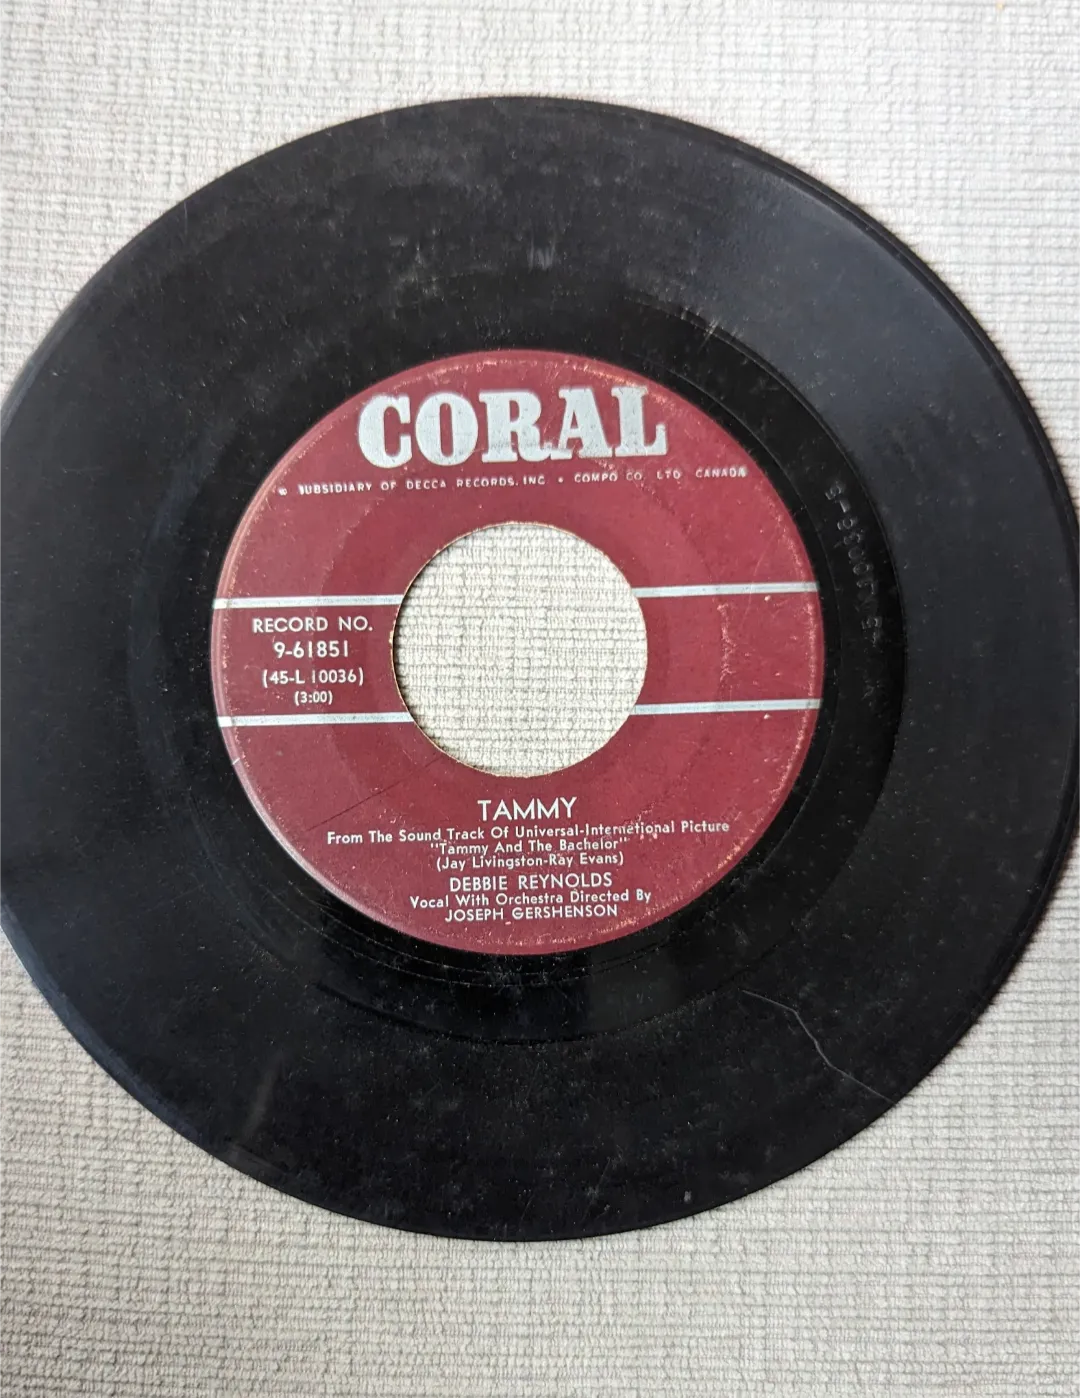 CORAL
SUBSIDIARY OF DECCA RECORDS, INC • COMPO CO. LTD CANADA
RECORD NO.
9-61851
(45-L 10036)
(3:00)
TAMMY
From The Sound Track Of Universal-International Picture
"Tammy And The Bachelor"
(Jay Livingston-Ray Evans)
DEBBIE REYNOLDS
Vocal With Orchestra Directed By
JOSEPH GERSHENSON